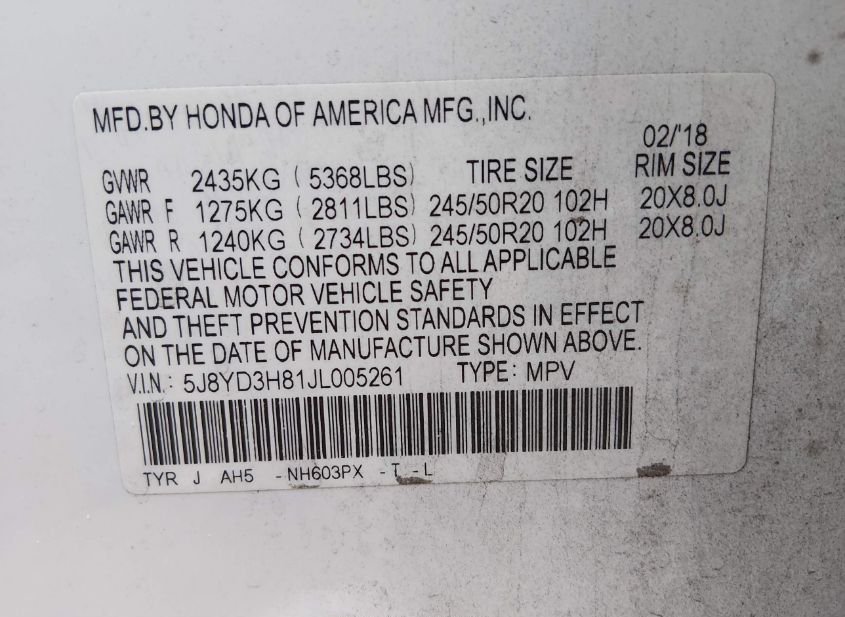 MFD.BY HONDA OF AMERICA MFG.,INC.
02/'18
GVWR 2435KG ( 5368LBS) TIRE SIZE RIM SIZE
GAWR F 1275KG ( 2811LBS) 245/50R20 102H 20X8.0J
GAWR R 1240KG ( 2734LBS) 245/50R20 102H 20X8.0J
THIS VEHICLE CONFORMS TO ALL APPLICABLE
FEDERAL MOTOR VEHICLE SAFETY
AND THEFT PREVENTION STANDARDS IN EFFECT
ON THE DATE OF MANUFACTURE SHOWN ABOVE.
V.I.N.: 5J8YD3H81JL005261 TYPE: MPV
TYR J AH5 -NH603PX -T -L